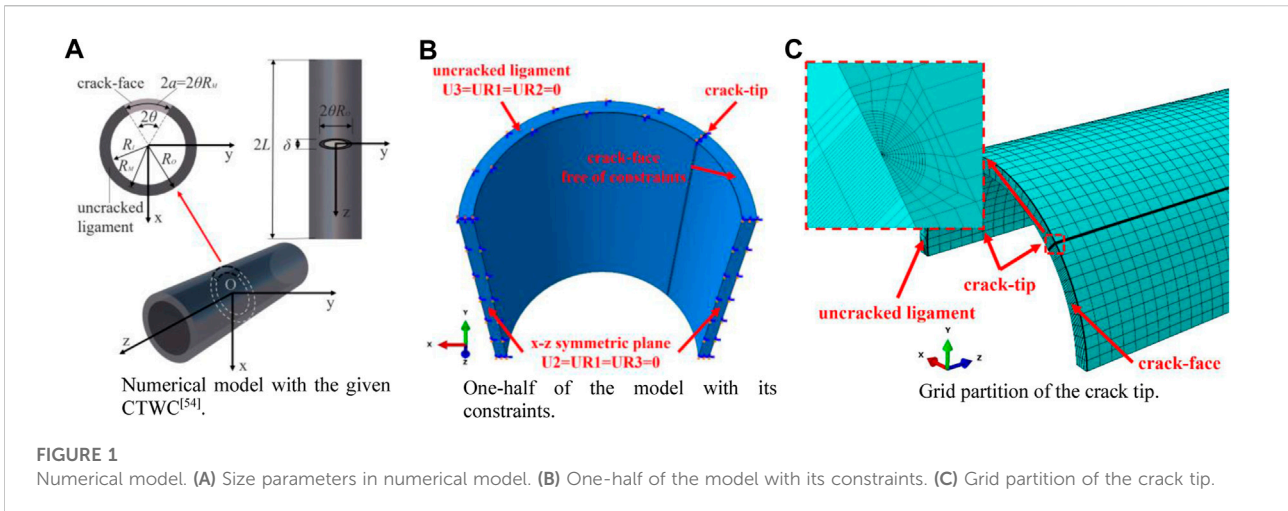 A
crack-face
2a=2θR_M
2θ
R_I
R_M
R_O
y
x
uncracked
ligament
2L
2θR
δ
y
z
O
y
z
x
Numerical model with the given
CTWC[54].
B
uncracked ligament
U3=UR1=UR2=0
crack-tip
crack-face
free of constraints
x-z symmetric plane
U2=UR1=UR3=0
Y
X
Z
One-half of the model with its
constraints.
C
crack-tip
uncracked ligament
crack-face
Y
X
Z
Grid partition of the crack tip.
FIGURE 1
Numerical model. (A) Size parameters in numerical model. (B) One-half of the model with its constraints. (C) Grid partition of the crack tip.